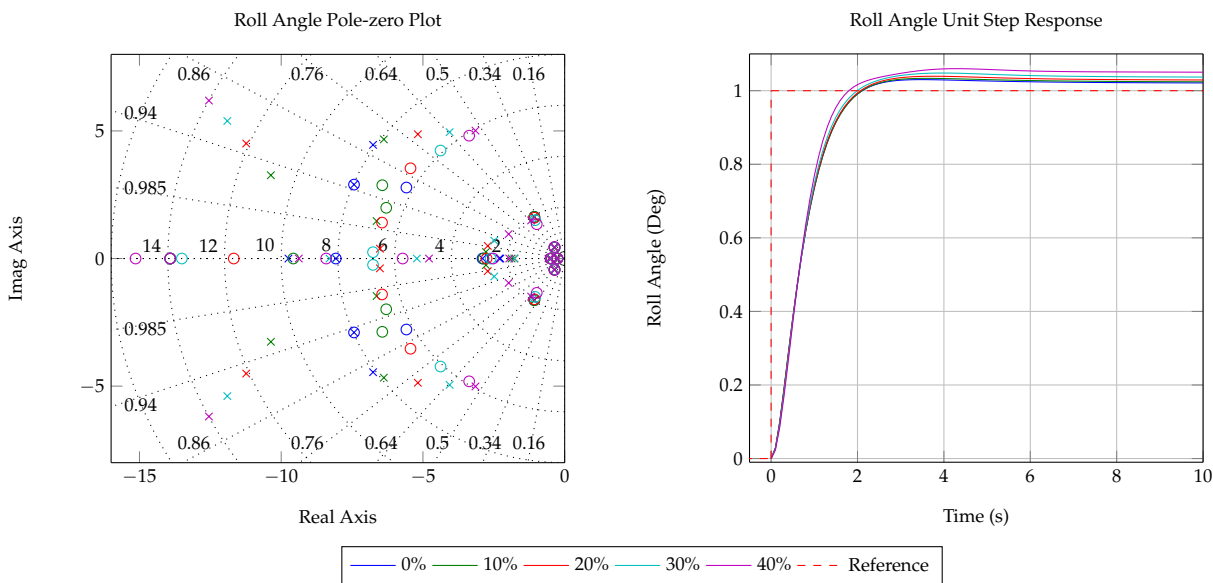 Roll Angle Pole-zero Plot
0.86 0.76 0.64 0.5 0.34 0.16
0.94
5
0.985
14 12 10 8 6 4 2
0
0.985
−5
0.94
0.86 0.76 0.64 0.5 0.34 0.16
−15 −10 −5 0
Real Axis
Imag Axis
Roll Angle Unit Step Response
1
0.8
0.6
0.4
0.2
0
0 2 4 6 8 10
Time (s)
Roll Angle (Deg)
0% 10% 20% 30% 40% Reference